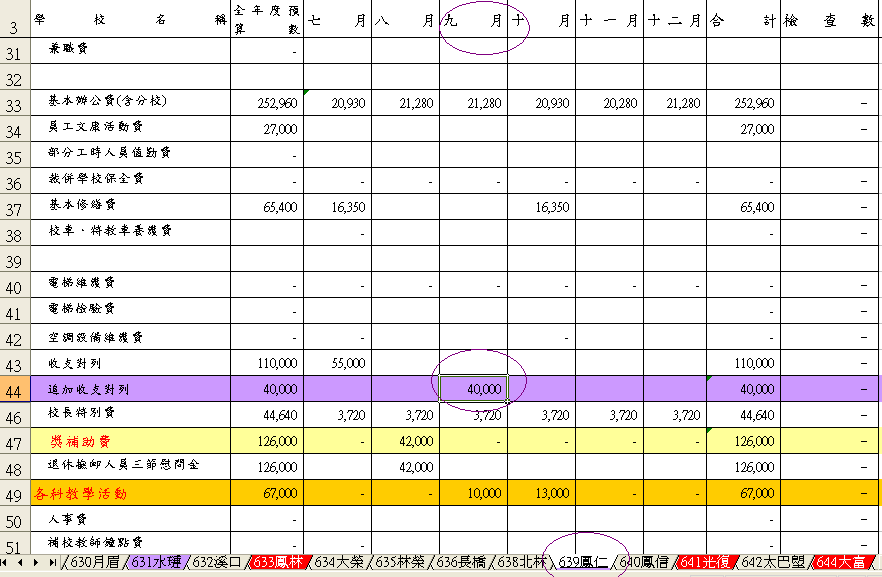 3 學校名稱 全年度預算數 七月 八月 九月 十月 十一月 十二月 合計 檢查數
31 兼職費 -
32
33 基本辦公費(含分校) 252,960 20,930 21,280 21,280 20,930 20,280 21,280 252,960 -
34 員工文康活動費 27,000 27,000 -
35 部分工時人員值勤費 - -
36 裁併學校保全費 - - - - - - - - -
37 基本修繕費 65,400 16,350 16,350 65,400 -
38 校車、特教車養護費 - - -
39
40 電梯維護費 - - - - - - - - -
41 電梯檢驗費 - - -
42 空調設備維護費 - - - -
43 收支對列 110,000 55,000 110,000 -
44 追加收支對列 40,000 40,000 40,000 -
46 校長特別費 44,640 3,720 3,720 3,720 3,720 3,720 3,720 44,640 -
47 獎補助費 126,000 - 42,000 - - - - 126,000 -
48 退休撫卹人員三節慰問金 126,000 42,000 126,000 -
49 各科教學活動 67,000 - - 10,000 13,000 - - 67,000 -
50 人事費 - - -
51 補校教師鐘點費 - - -
630月眉 631水璉 632溪口 633鳳林 634大榮 635林榮 636長橋 638北林 639鳳仁 640鳳信 641光復 642太巴塱 644大富